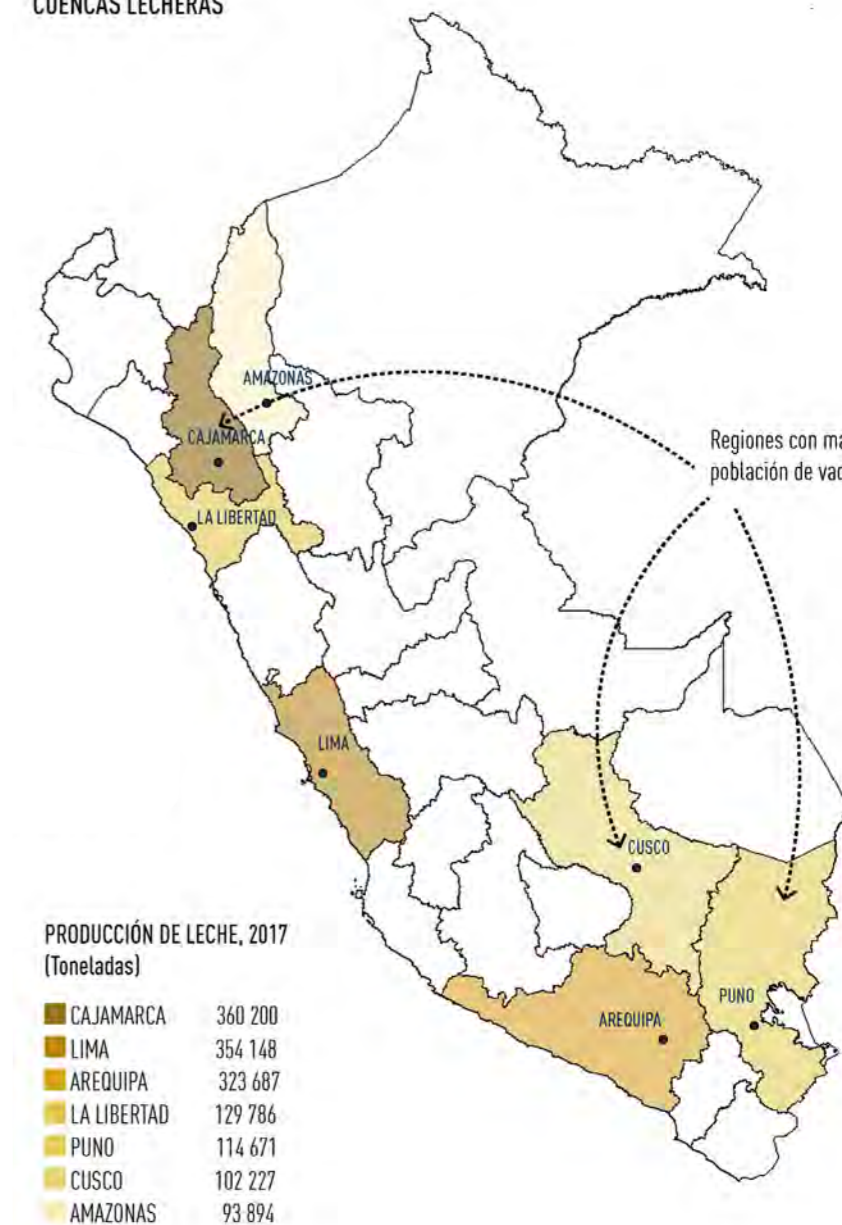 CUENCAS LECHERAS
AMAZONAS
CAJAMARCA
LA LIBERTAD
Regiones con
población de
LIMA
CUSCO
PUNO
AREQUIPA
PRODUCCIÓN DE LECHE, 2017
(Toneladas)
CAJAMARCA 360 200
LIMA 354 148
AREQUIPA 323 687
LA LIBERTAD 129 786
PUNO 114 671
CUSCO 102 227
AMAZONAS 93 894